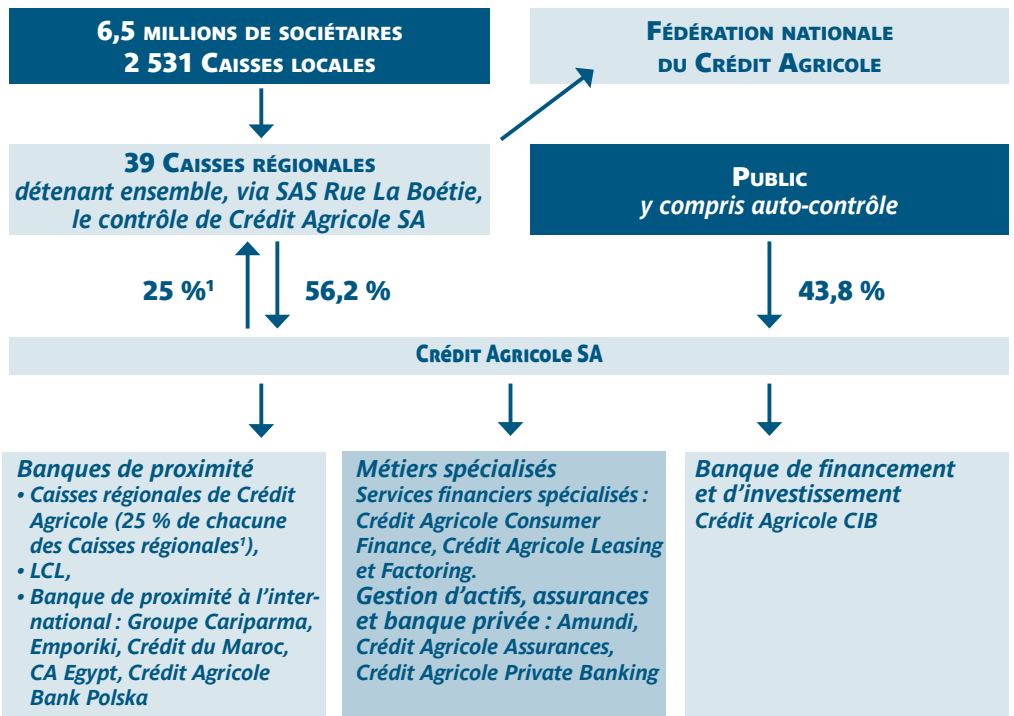 6,5 millions de sociétaires
2 531 Caisses locales
Fédération nationale
du Crédit Agricole
39 Caisses régionales
détenant ensemble, via SAS Rue La Boétie,
le contrôle de Crédit Agricole SA
Public
y compris auto-contrôle
25 %¹
56,2 %
43,8 %
Crédit Agricole SA
Banques de proximité
• Caisses régionales de Crédit
Agricole (25 % de chacune
des Caisses régionales¹),
• LCL,
• Banque de proximité à l'inter-
national : Groupe Cariparma,
Emporiki, Crédit du Maroc,
CA Egypt, Crédit Agricole
Bank Polska
Métiers spécialisés
Services financiers spécialisés :
Crédit Agricole Consumer
Finance, Crédit Agricole Leasing
et Factoring.
Gestion d'actifs, assurances
et banque privée : Amundi,
Crédit Agricole Assurances,
Crédit Agricole Private Banking
Banque de financement
et d'investissement
Crédit Agricole CIB